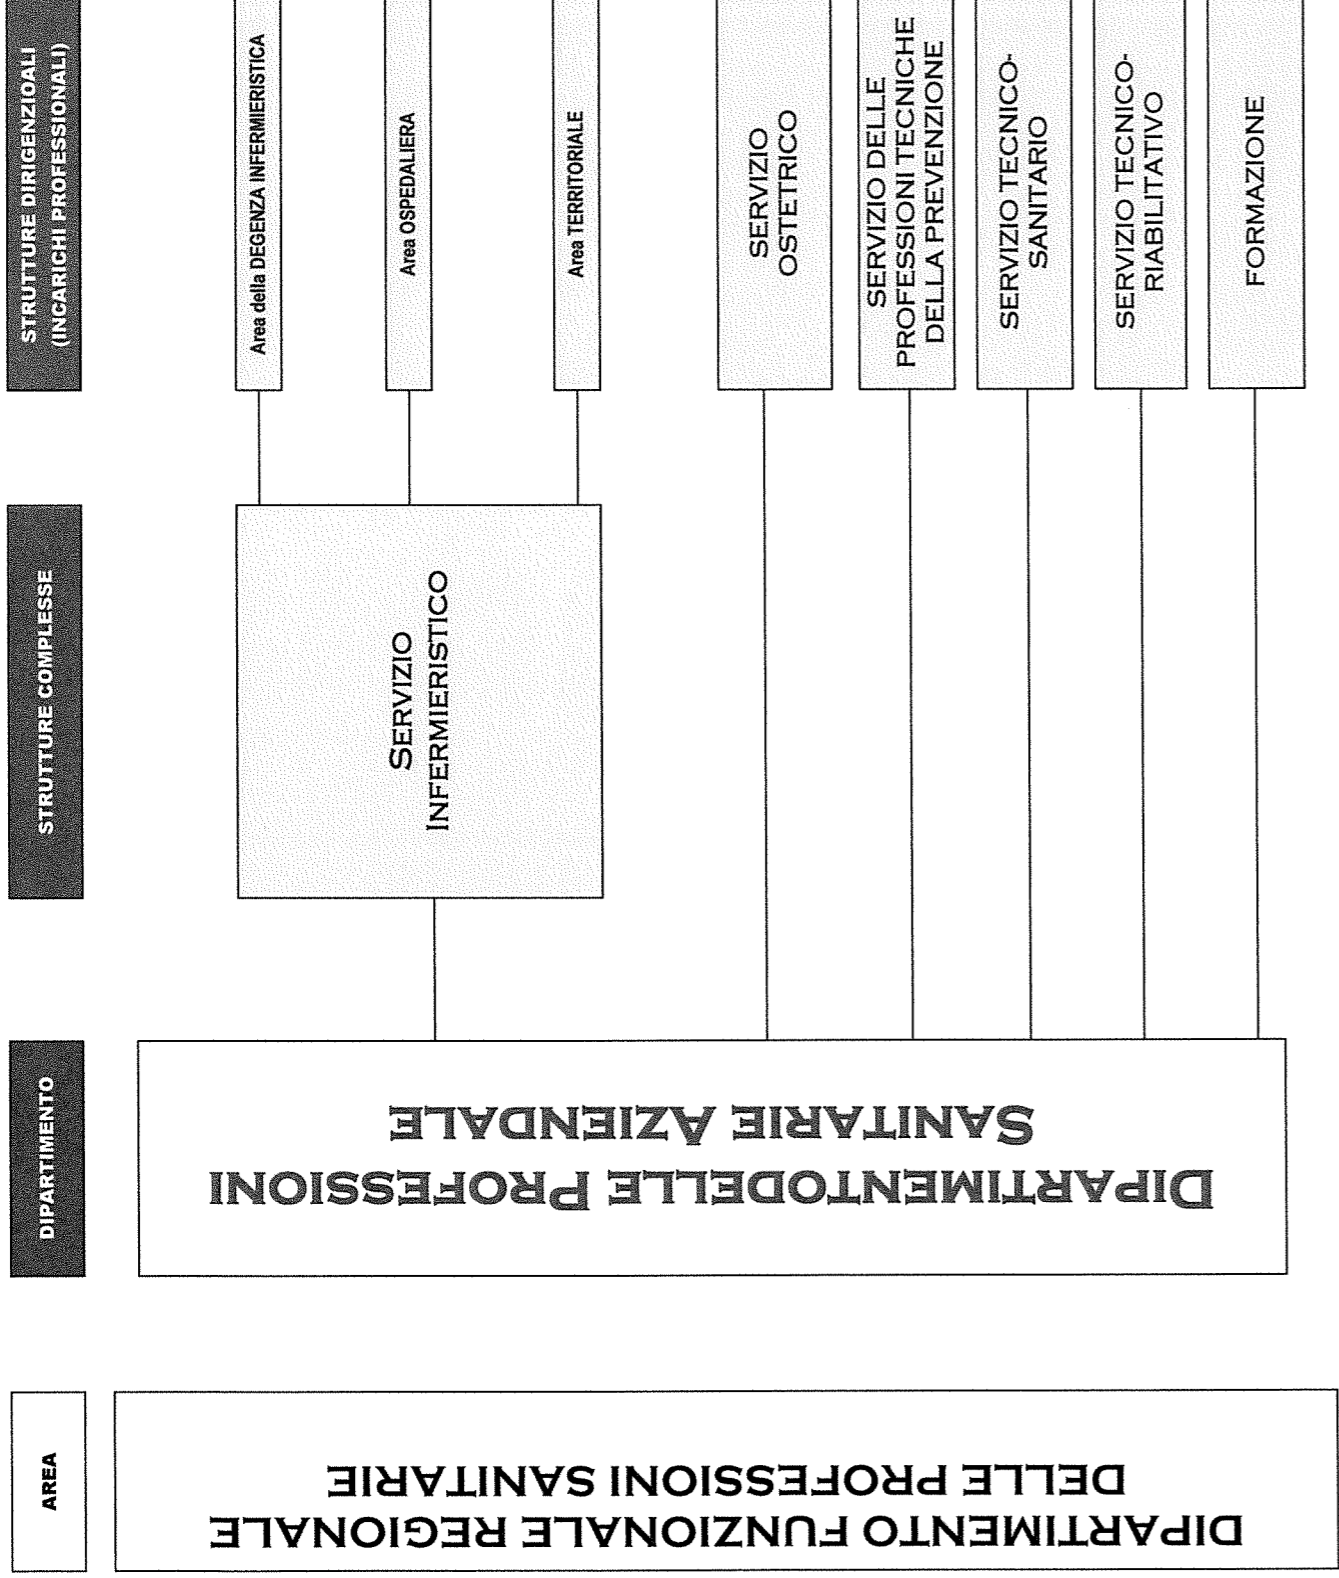 AREA
DIPARTIMENTO
STRUTTURE COMPLESSE
STRUTTURE DIRIGENZIOALI
(INCARICHI PROFESSIONALI)
DIPARTIMENTO FUNZIONALE REGIONALE
DELLE PROFESSIONI SANITARIE
DIPARTIMENTODELLE PROFESSIONI
SANITARIE AZIENDALE
SERVIZIO
INFERMIERISTICO
Area della DEGENZA INFERMIERISTICA
Area OSPEDALIERA
Area TERRITORIALE
SERVIZIO
OSTETRICO
SERVIZIO DELLE
PROFESSIONI TECNICHE
DELLA PREVENZIONE
SERVIZIO TECNICO-
SANITARIO
SERVIZIO TECNICO-
RIABILITATIVO
FORMAZIONE